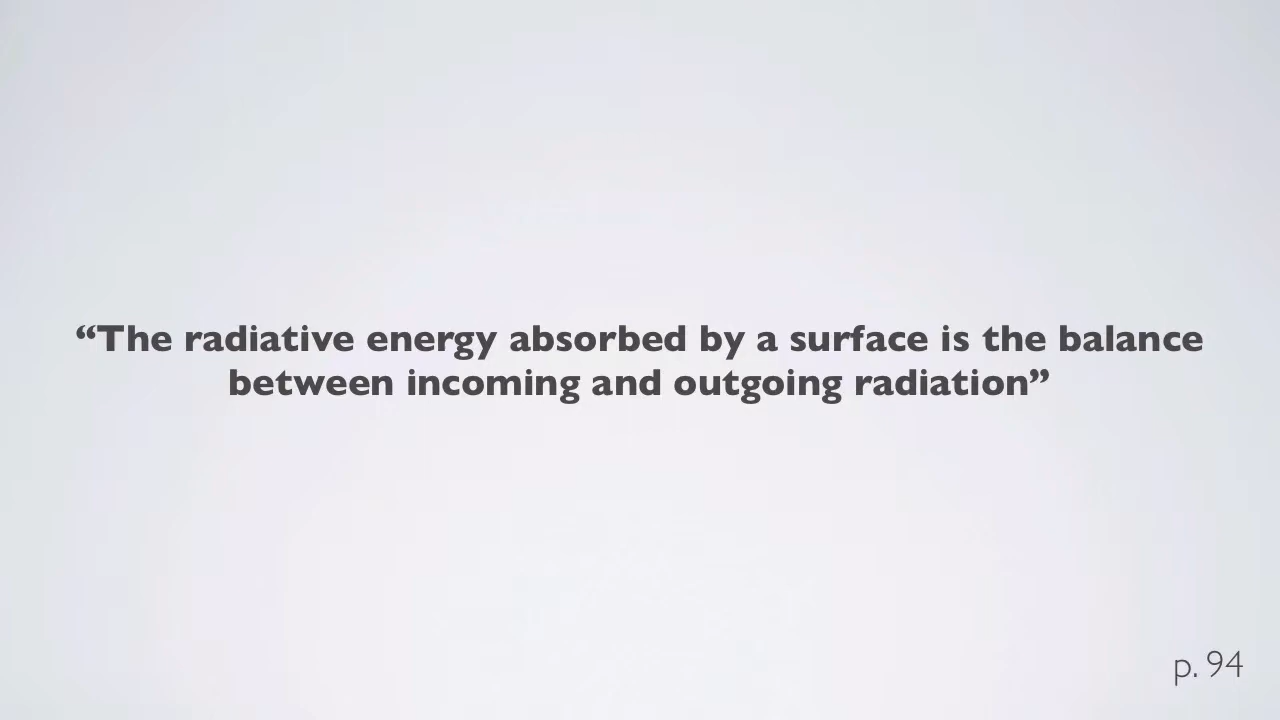 “The radiative energy absorbed by a surface is the balance
between incoming and outgoing radiation”
p. 94